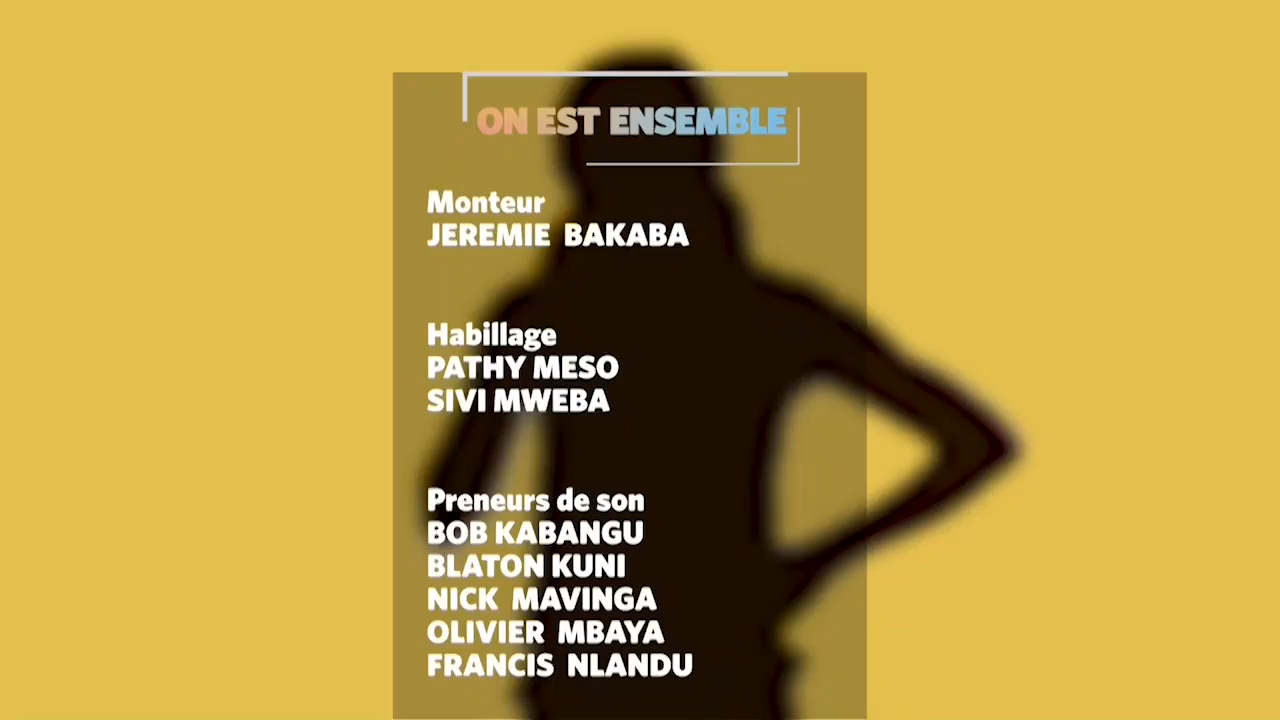 ON EST ENSEMBLE
Monteur
JEREMIE BAKABA
Habillage
PATHY MESO
SIVI MWEBA
Preneurs de son
BOB KABANGU
BLATON KUNI
NICK MAVINGA
OLIVIER MBAYA
FRANCIS NLANDU